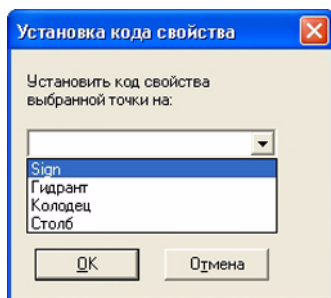 Установка кода свойства
Установить код свойства
выбранной точки на:
Sign
Гидрант
Колодец
Столб
OK
Отмена